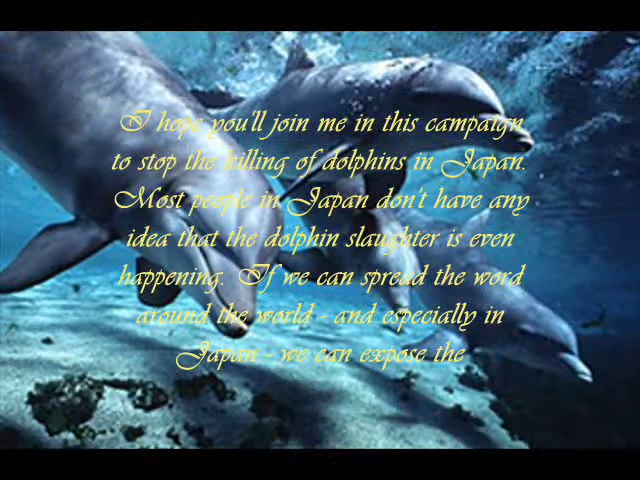 I hope you'll join me in this campaign
to stop the killing of dolphins in Japan.
Most people in Japan don't have any
idea that the dolphin slaughter is even
happening. If we can spread the word
around the world - and especially in
Japan - we can expose the